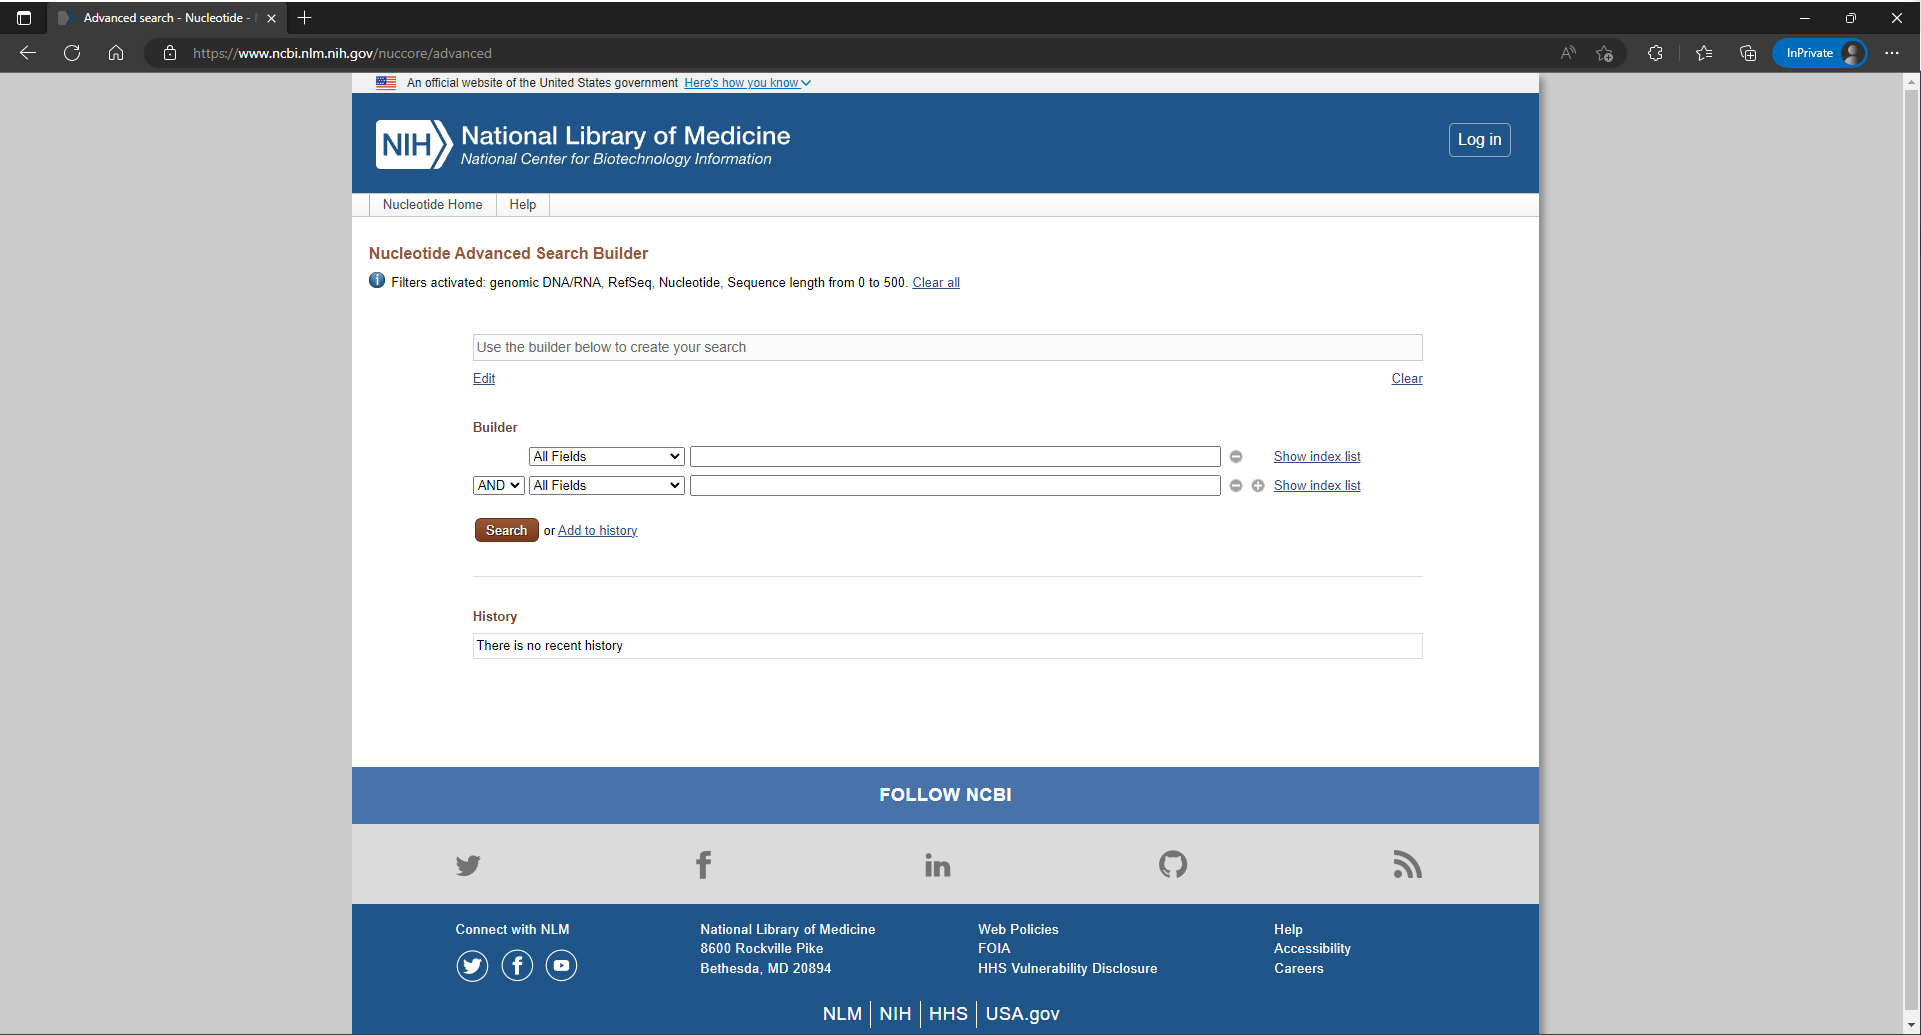 Advanced search - Nucleotide -
https://www.ncbi.nlm.nih.gov/nuccore/advanced
InPrivate
An official website of the United States government Here's how you know
NIH National Library of Medicine
National Center for Biotechnology Information
Log in
Nucleotide Home Help
Nucleotide Advanced Search Builder
Filters activated: genomic DNA/RNA, RefSeq, Nucleotide, Sequence length from 0 to 500. Clear all
Use the builder below to create your search
Edit Clear
Builder
All Fields Show index list
AND All Fields Show index list
Search or Add to history
History
There is no recent history
FOLLOW NCBI
Connect with NLM
National Library of Medicine
8600 Rockville Pike
Bethesda, MD 20894
Web Policies
FOIA
HHS Vulnerability Disclosure
Help
Accessibility
Careers
NLM NIH HHS USA.gov